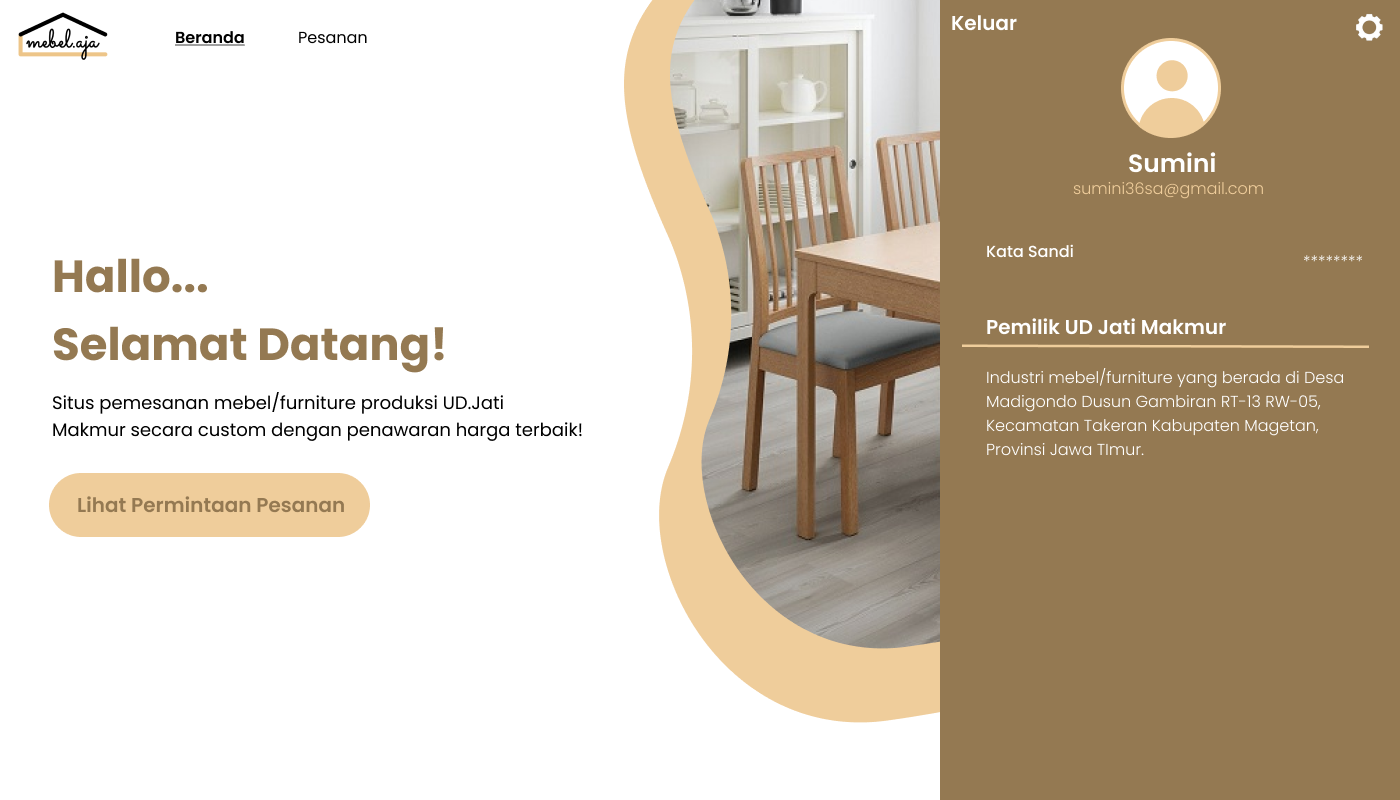 mebel.aja
Beranda
Pesanan
Hallo...
Selamat Datang!
Situs pemesanan mebel/furniture produksi UD.Jati
Makmur secara custom dengan penawaran harga terbaik!
Lihat Permintaan Pesanan
Keluar
Sumini
sumini36sa@gmail.com
Kata Sandi
********
Pemilik UD Jati Makmur
Industri mebel/furniture yang berada di Desa
Madigondo Dusun Gambiran RT-13 RW-05,
Kecamatan Takeran Kabupaten Magetan,
Provinsi Jawa TImur.